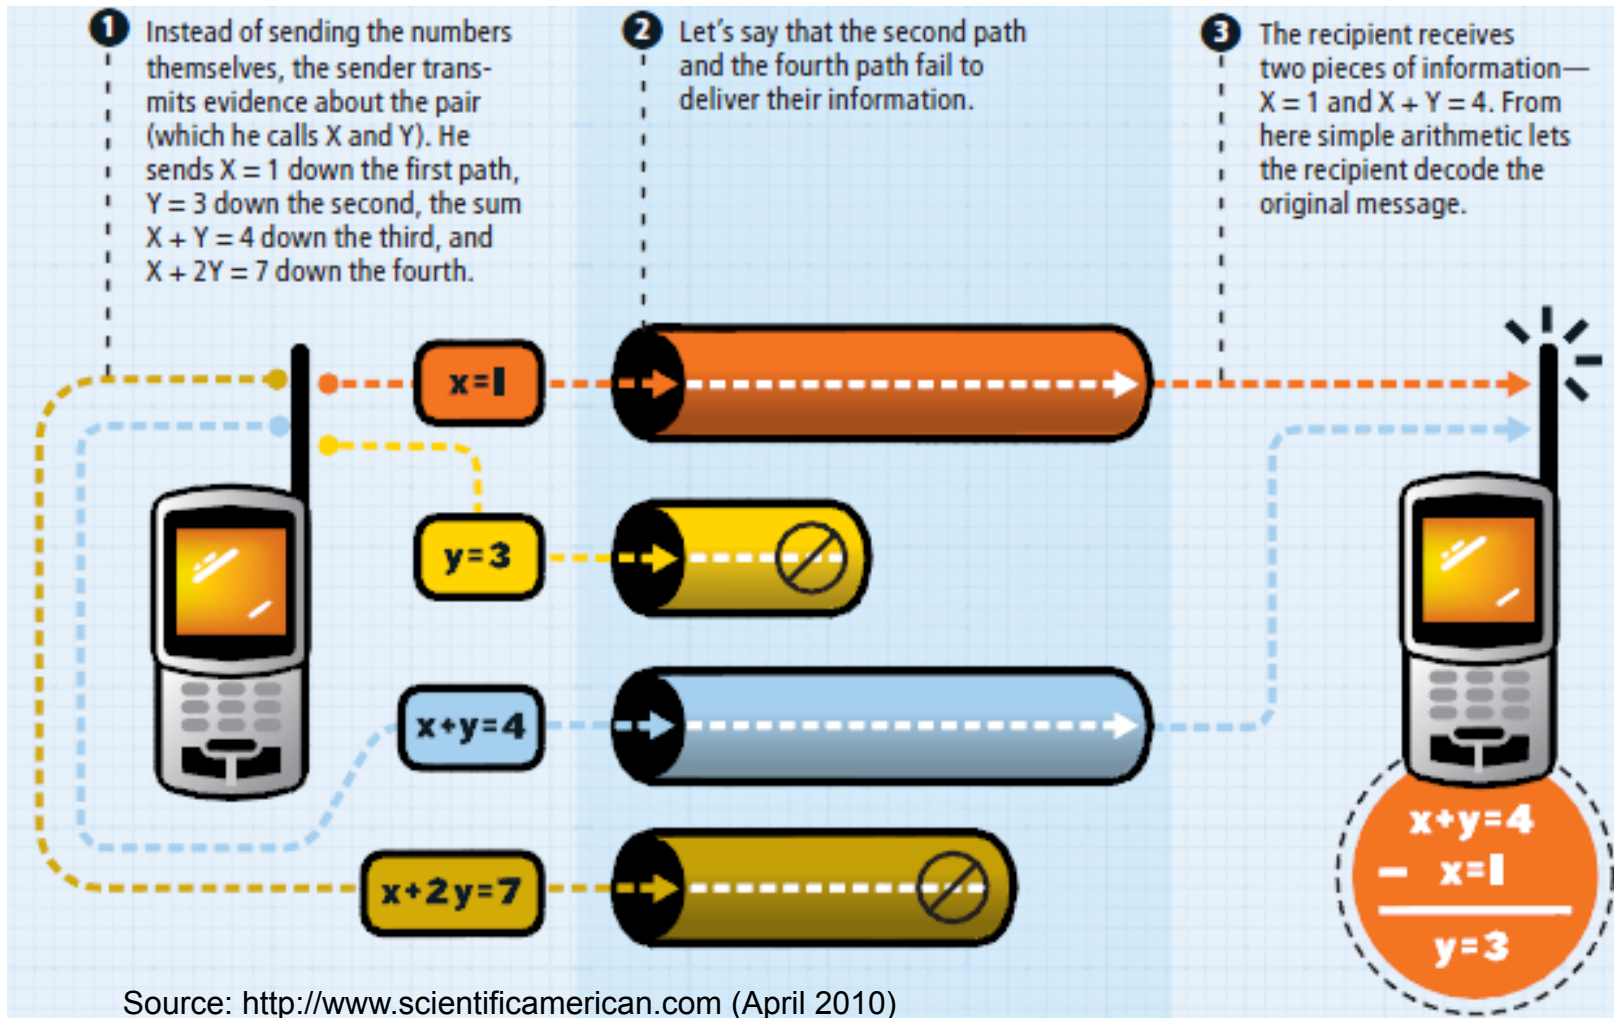 1 Instead of sending the numbers
themselves, the sender trans-
mits evidence about the pair
(which he calls X and Y). He
sends X = 1 down the first path,
Y = 3 down the second, the sum
X + Y = 4 down the third, and
X + 2Y = 7 down the fourth.
2 Let's say that the second path
and the fourth path fail to
deliver their information.
3 The recipient receives
two pieces of information—
X = 1 and X + Y = 4. From
here simple arithmetic lets
the recipient decode the
original message.
x=1
y=3
x+y=4
x+2y=7
x+y=4
– x=1
y=3
Source: http://www.scientificamerican.com (April 2010)